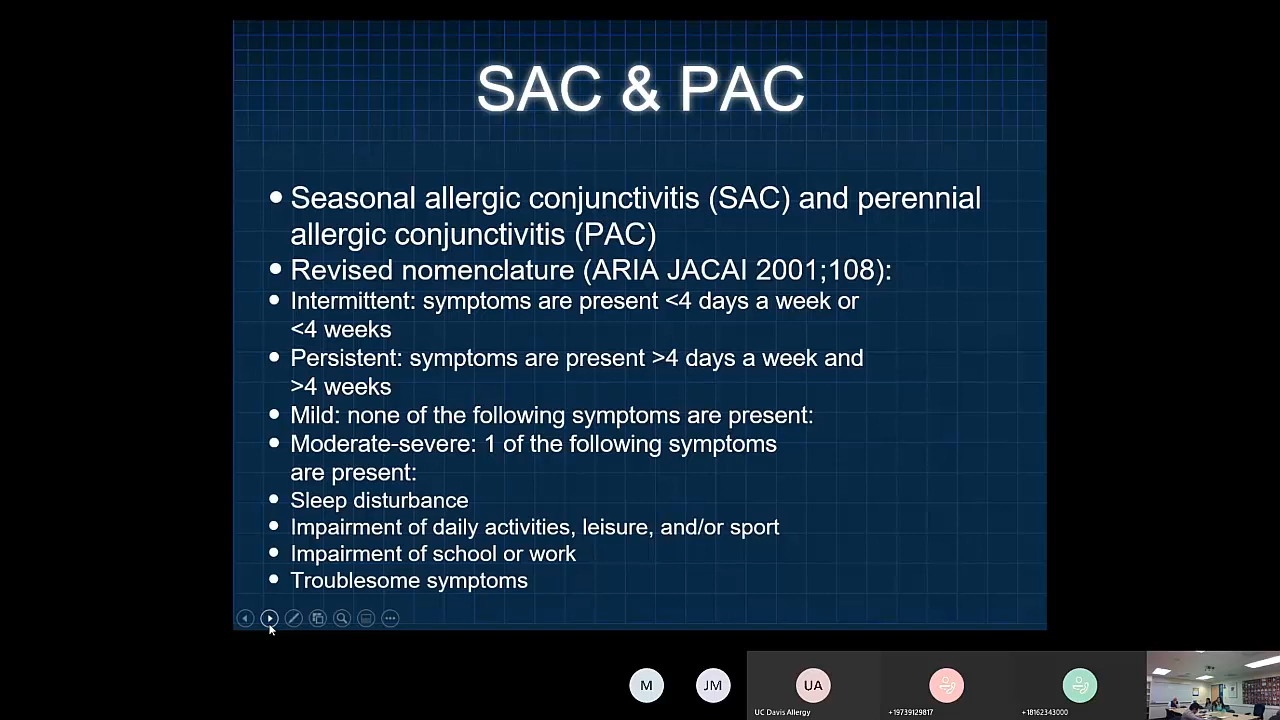 SAC & PAC
Seasonal allergic conjunctivitis (SAC) and perennial
allergic conjunctivitis (PAC)
Revised nomenclature (ARIA JACAI 2001;108):
Intermittent: symptoms are present <4 days a week or
<4 weeks
Persistent: symptoms are present >4 days a week and
>4 weeks
Mild: none of the following symptoms are present:
Moderate-severe: 1 of the following symptoms
are present:
Sleep disturbance
Impairment of daily activities, leisure, and/or sport
Impairment of school or work
Troublesome symptoms
M
JM
UA
UC Davis Allergy
+19739129817
+18162343000